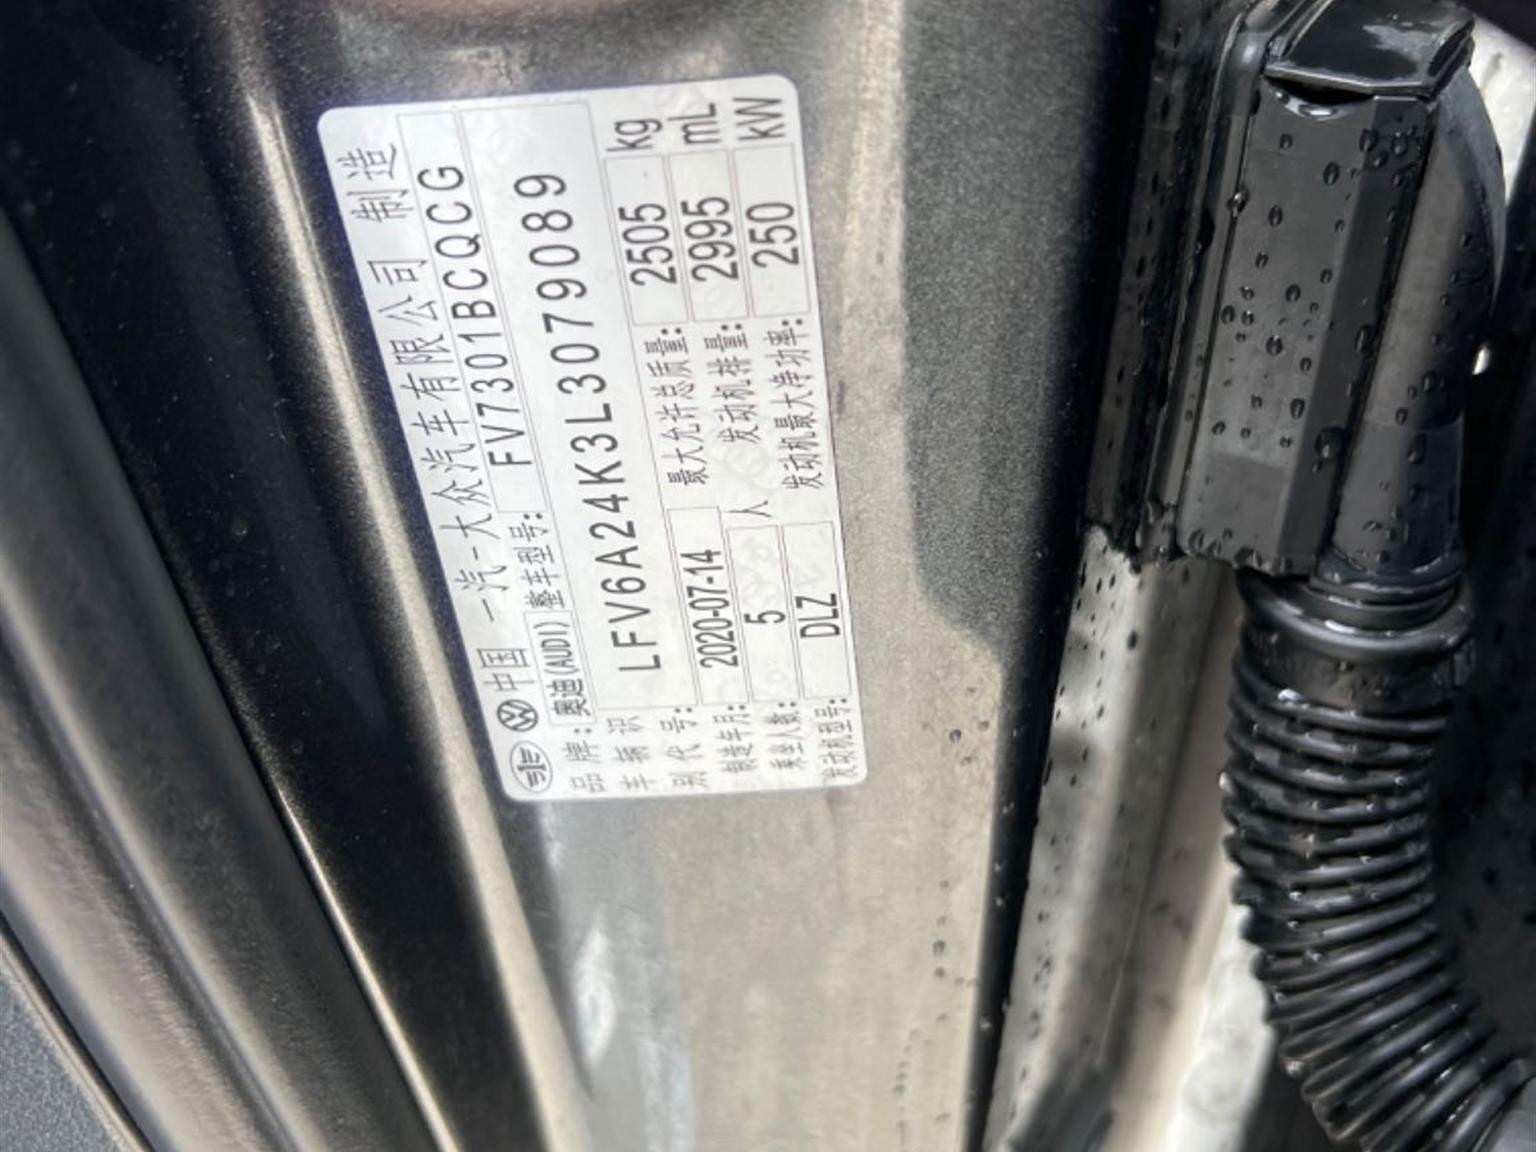 中国 一汽-大众汽车有限公司 制造
品牌: 奥迪(AUDI) 整车型号: FV7301BCQCG
车辆识别代号: LFV6A24K3L3079089
制造年月: 2020-07-14 最大允许总质量: 2505 kg
乘坐人数: 5 人 发动机排量: 2995 mL
发动机型号: DLZ 发动机最大净功率: 250 kW